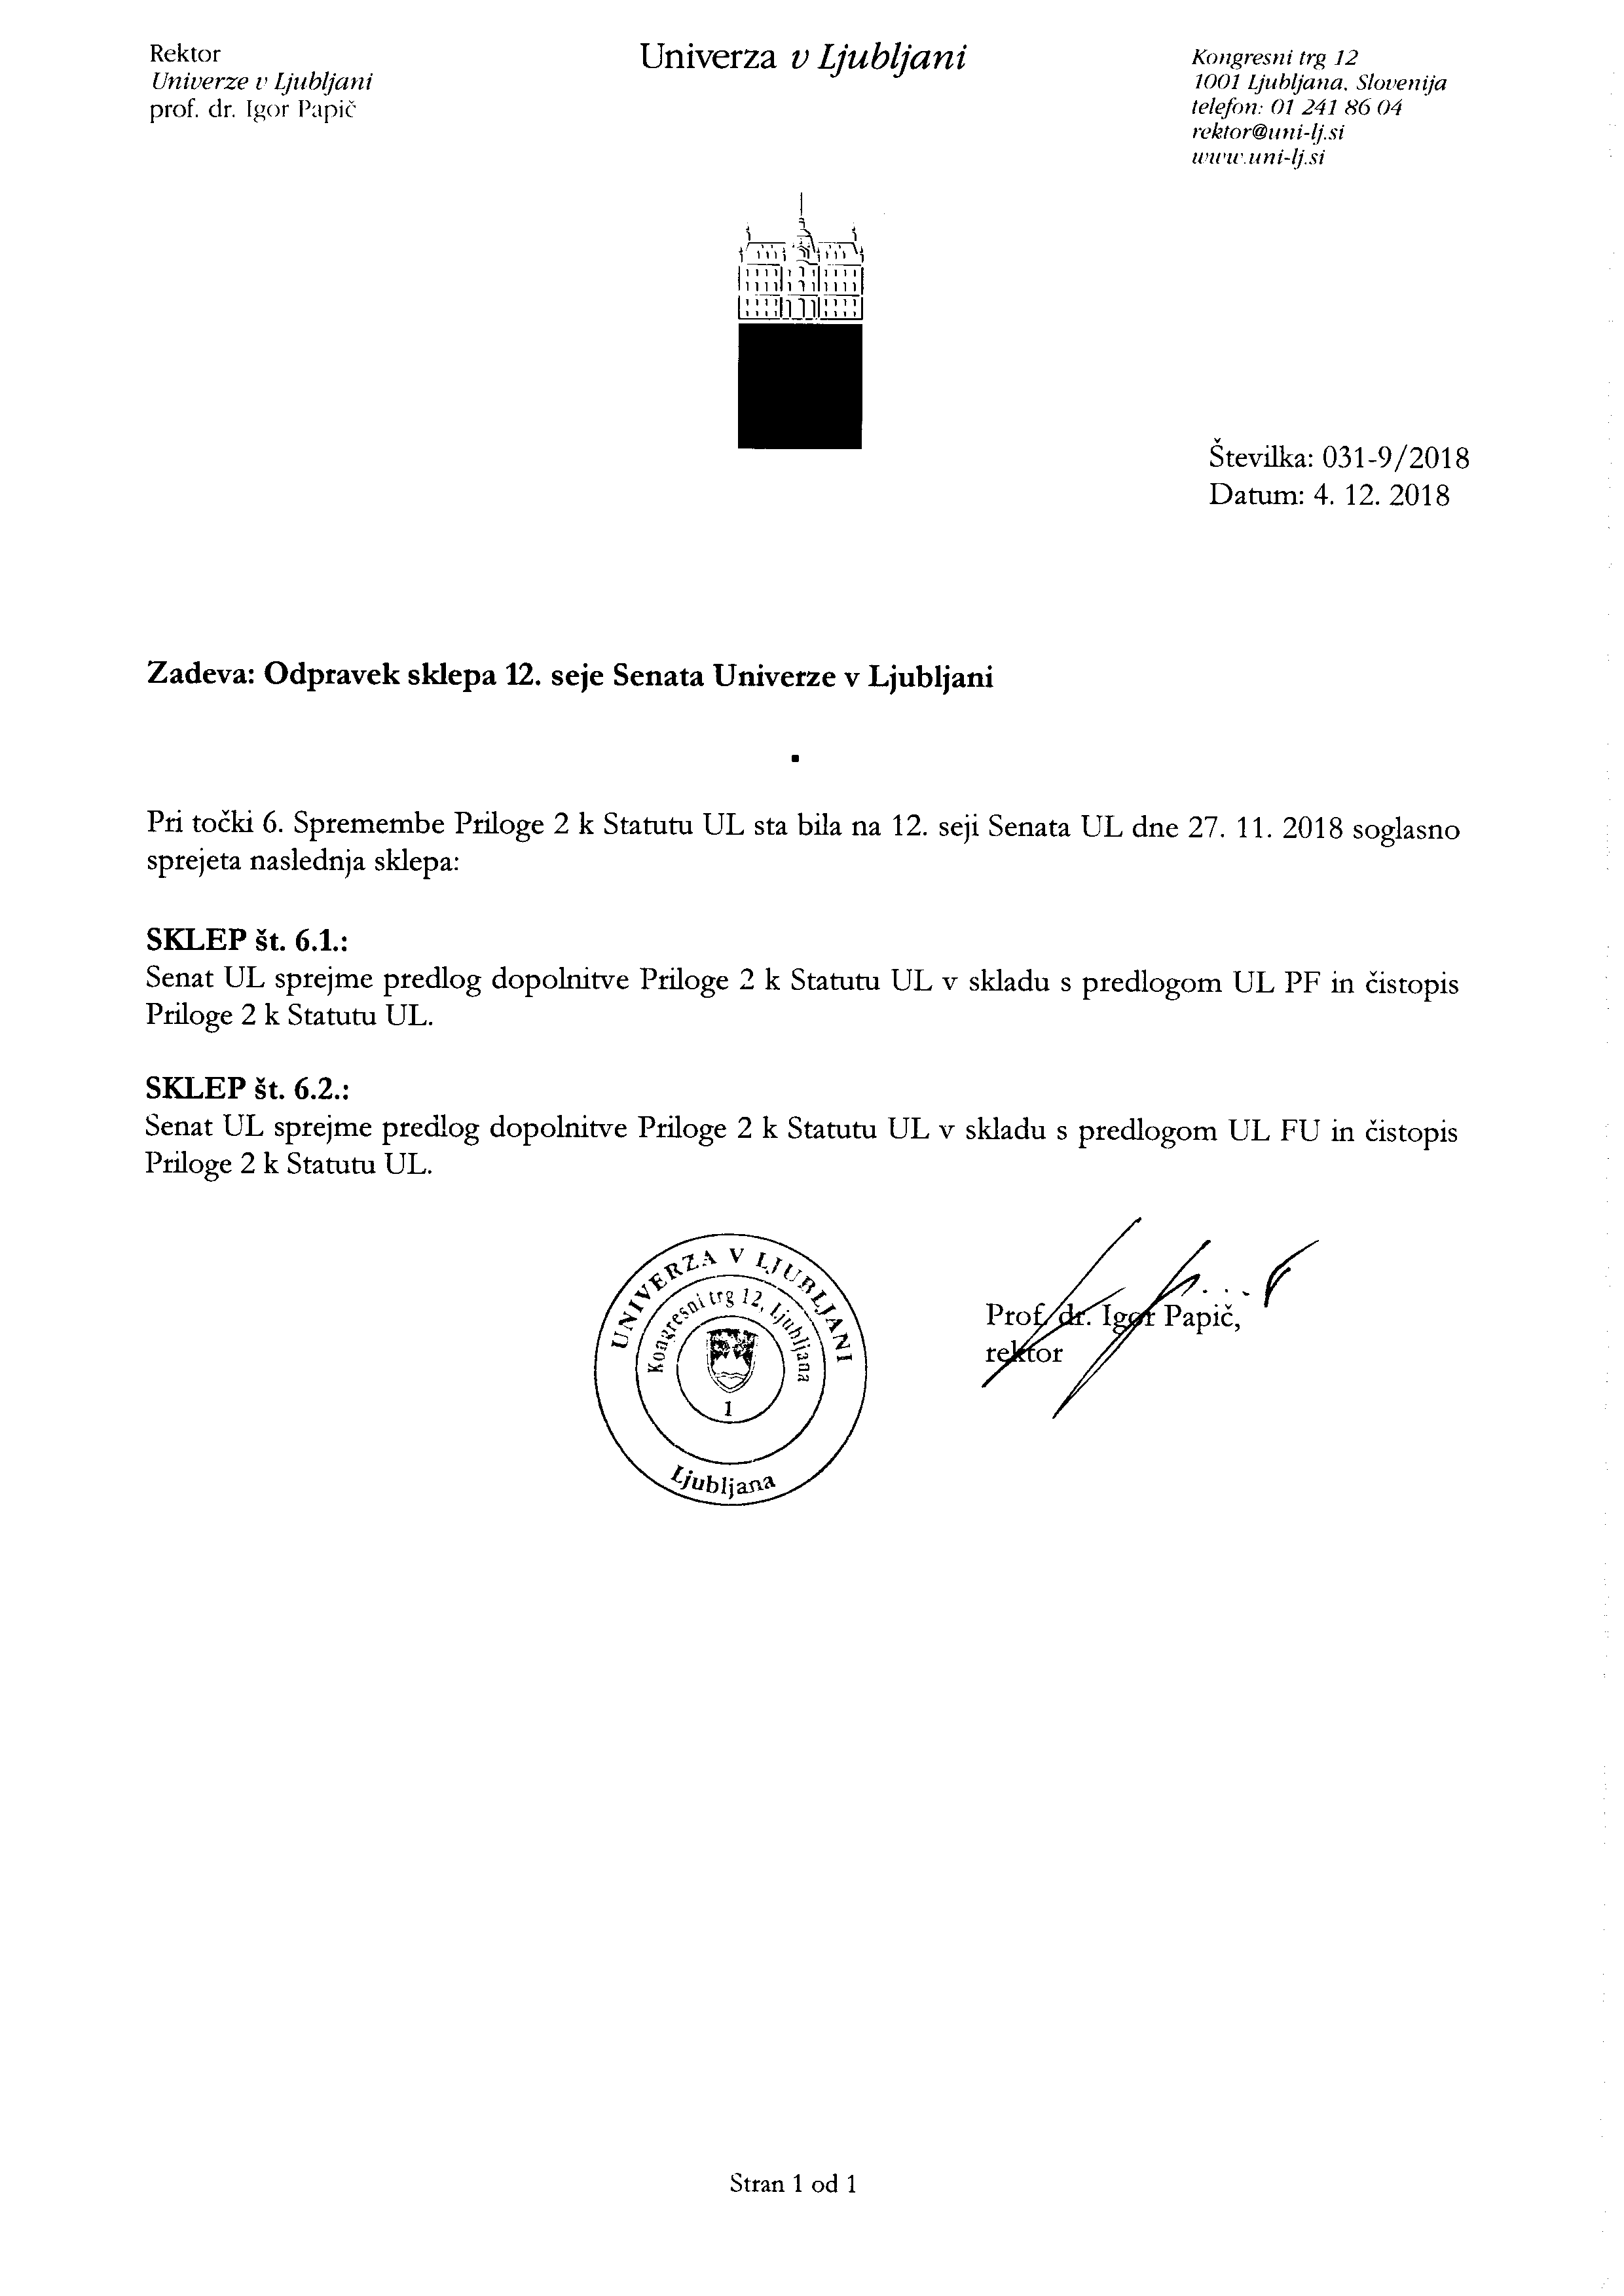 Rektor
Univerze v Ljubljani
prof. dr. Igor Papič
Univerza v Ljubljani
Kongresni trg 12
1001 Ljubljana, Slovenija
telefon: 01 241 86 04
rektor@uni-lj.si
www.uni-lj.si
Številka: 031-9/2018
Datum: 4. 12. 2018
Zadeva: Odpravek sklepa 12. seje Senata Univerze v Ljubljani
Pri točki 6. Spremembe Priloge 2 k Statutu UL sta bila na 12. seji Senata UL dne 27. 11. 2018 soglasno
sprejeta naslednja sklepa:
SKLEP št. 6.1.:
Senat UL sprejme predlog dopolnitve Priloge 2 k Statutu UL v skladu s predlogom UL PF in čistopis
Priloge 2 k Statutu UL.
SKLEP št. 6.2.:
Senat UL sprejme predlog dopolnitve Priloge 2 k Statutu UL v skladu s predlogom UL FU in čistopis
Priloge 2 k Statutu UL.
UNIVERZA V LJUBLJANI
Kongresni trg 12, Ljubljana
1
Ljubljana
Prof. dr. Igor Papič,
rektor
Stran 1 od 1